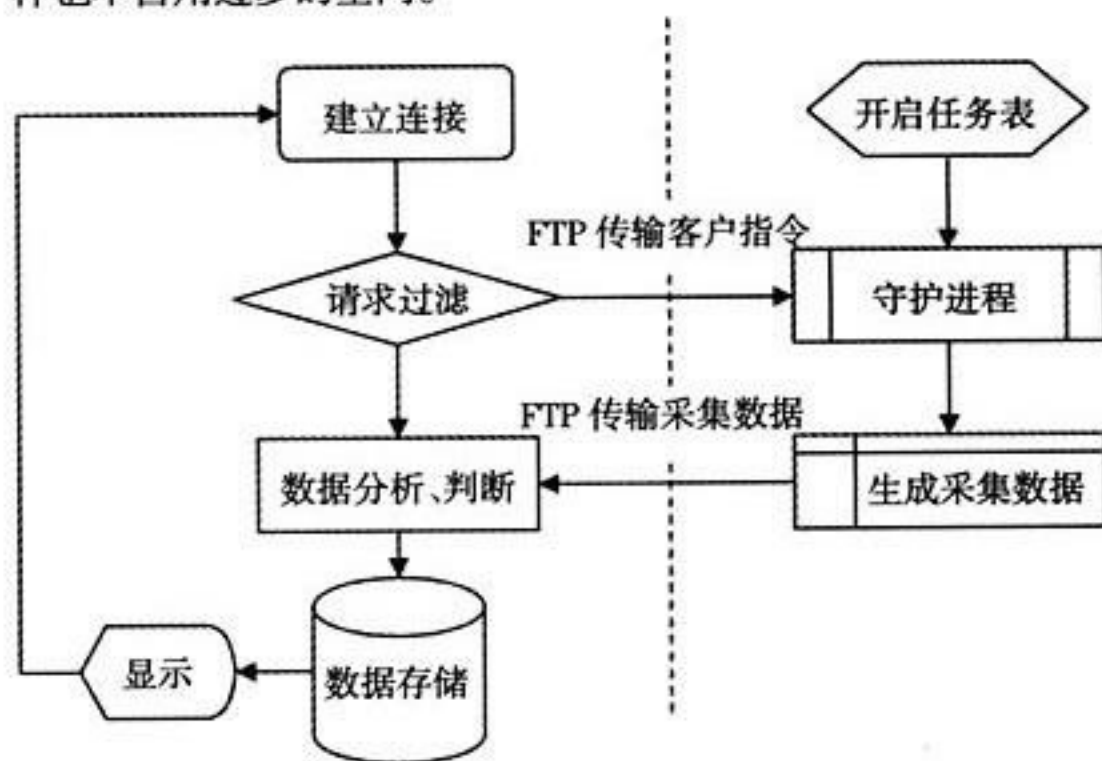 建立连接
开启任务表
FTP 传输客户指令
请求过滤
守护进程
FTP 传输采集数据
数据分析、判断
生成采集数据
显示
数据存储